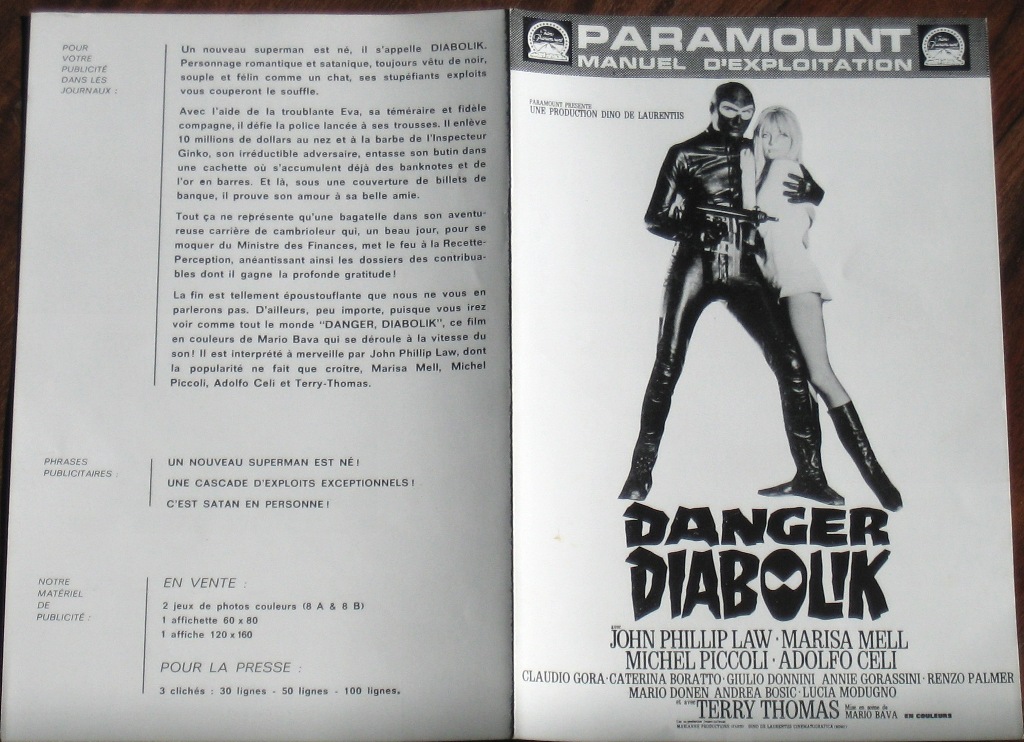 POUR
VOTRE
PUBLICITÉ
DANS LES
JOURNAUX :
Un nouveau superman est né, il s'appelle DIABOLIK.
Personnage romantique et satanique, toujours vêtu de noir,
souple et félin comme un chat, ses stupéfiants exploits
vous couperont le souffle.
Avec l'aide de la troublante Eva, sa téméraire et fidèle
compagne, il défie la police lancée à ses trousses. Il enlève
10 millions de dollars au nez et à la barbe de l'Inspecteur
Ginko, son irréductible adversaire, entasse son butin dans
une cachette où s'accumulent déjà des banknotes et de
l'or en barres. Et là, sous une couverture de billets de
banque, il prouve son amour à sa belle amie.
Tout ça ne représente qu'une bagatelle dans son aventu-
reuse carrière de cambrioleur qui, un beau jour, pour se
moquer du Ministre des Finances, met le feu à la Recette-
Perception, anéantissant ainsi les dossiers des contribua-
bles dont il gagne la profonde gratitude!
La fin est tellement époustouflante que nous ne vous en
parlerons pas. D'ailleurs, peu importe, puisque vous irez
voir comme tout le monde "DANGER, DIABOLIK", ce film
en couleurs de Mario Bava qui se déroule à la vitesse du
son! Il est interprété à merveille par John Phillip Law, dont
la popularité ne fait que croître, Marisa Mell, Michel
Piccoli, Adolfo Celi et Terry-Thomas.
PHRASES
PUBLICITAIRES :
UN NOUVEAU SUPERMAN EST NÉ!
UNE CASCADE D'EXPLOITS EXCEPTIONNELS!
C'EST SATAN EN PERSONNE!
NOTRE
MATÉRIEL
DE
PUBLICITÉ :
EN VENTE :
2 jeux de photos couleurs (8 A & 8 B)
1 affichette 60 x 80
1 affiche 120 x 160
POUR LA PRESSE :
3 clichés : 30 lignes - 50 lignes - 100 lignes.
PARAMOUNT
MANUEL D'EXPLOITATION
PARAMOUNT PRESENTE
UNE PRODUCTION DINO DE LAURENTIIS
DANGER
DIABOLIK
avec
JOHN PHILLIP LAW · MARISA MELL
MICHEL PICCOLI · ADOLFO CELI
CLAUDIO GORA · CATERINA BORATTO · GIULIO DONNINI ANNIE GORASSINI · RENZO PALMER
MARIO DONEN ANDREA BOSIC · LUCIA MODUGNO
et avec TERRY THOMAS Mise en scène de
MARIO BAVA EN COULEURS